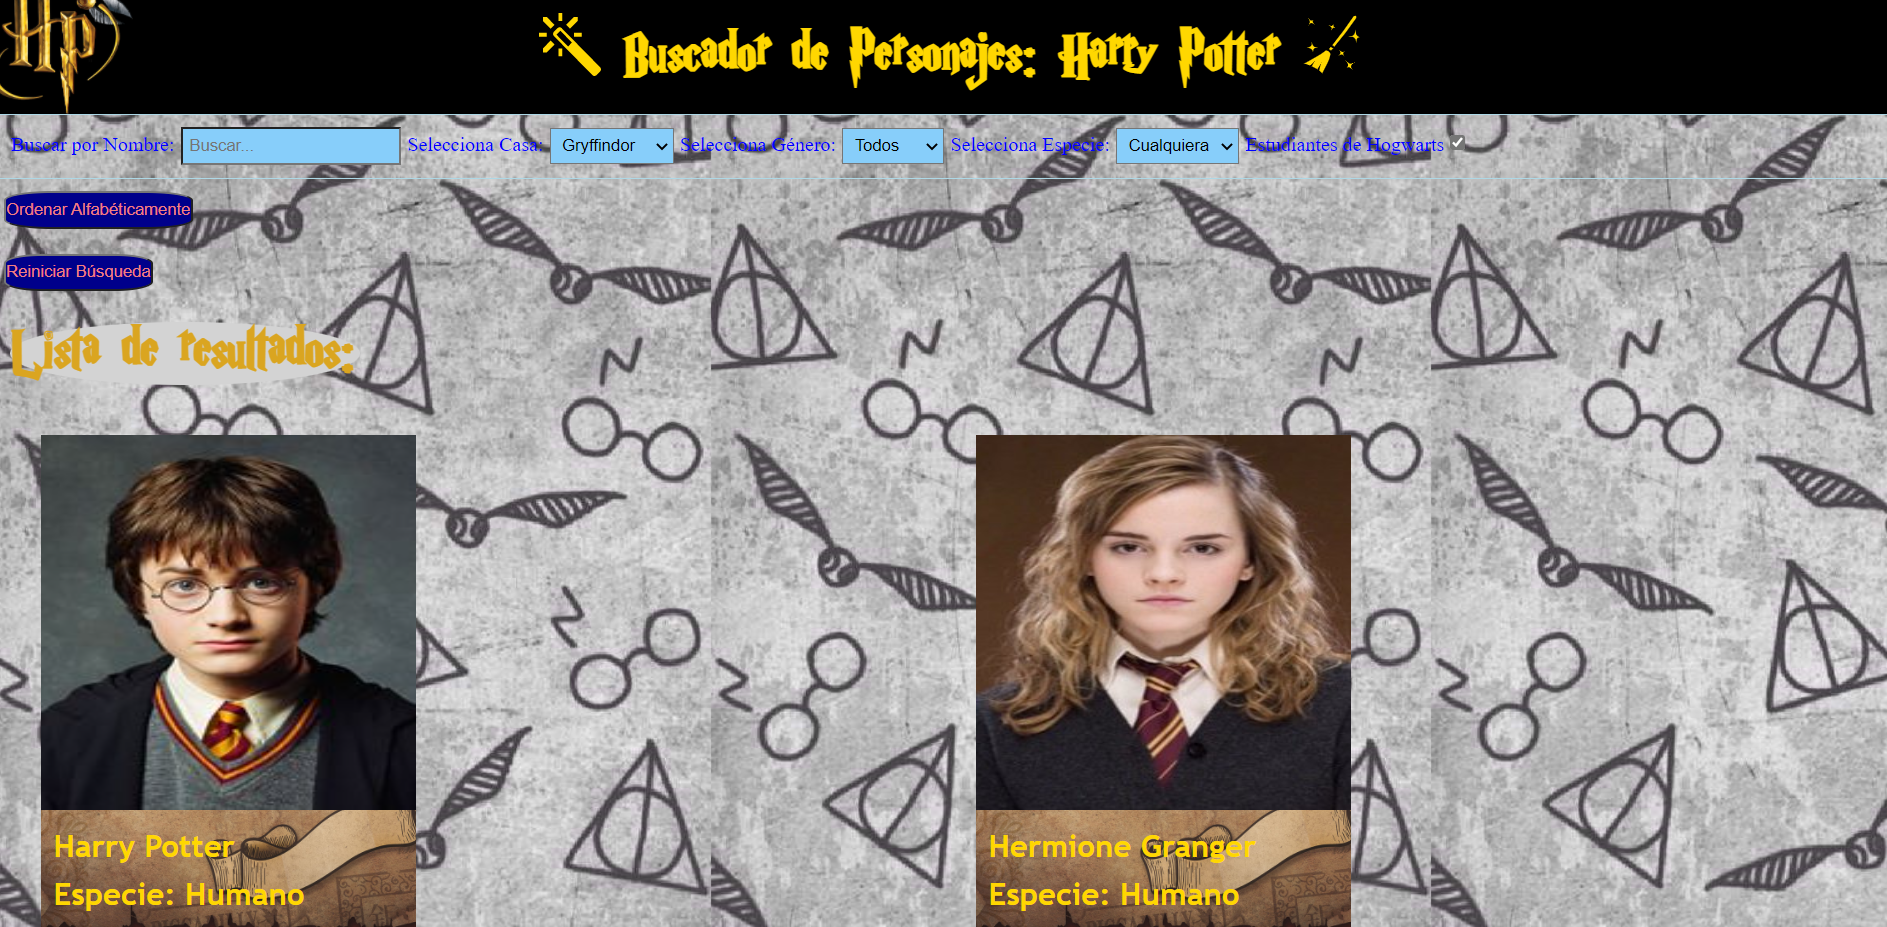 Hp
Buscador de Personajes: Harry Potter
Buscar por Nombre: Buscar... Selecciona Casa: Gryffindor Selecciona Género: Todos Selecciona Especie: Cualquiera Estudiantes de Hogwarts
Ordenar Alfabéticamente
Reiniciar Búsqueda
Lista de resultados:
Harry Potter
Especie: Humano
Hermione Granger
Especie: Humano